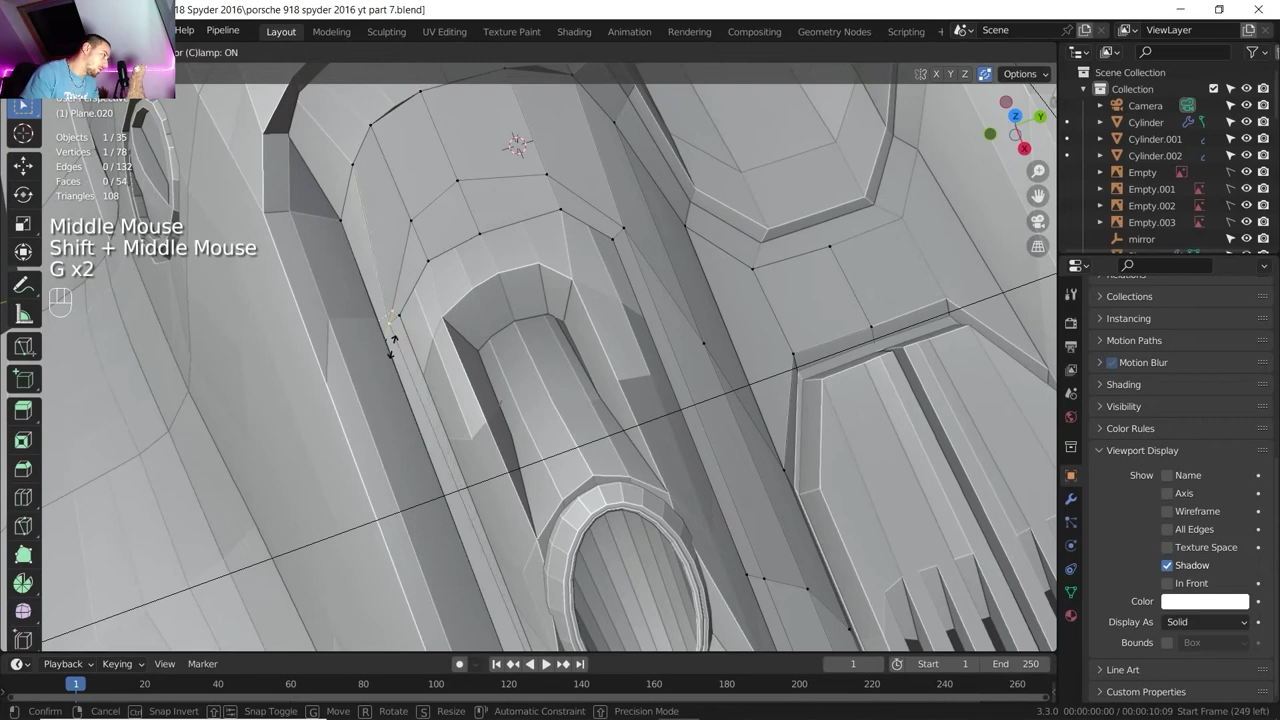 18 Spyder 2016\porsche 918 spyder 2016 yt part 7.blend]
Help Layout Modeling Sculpting UV Editing Texture Paint Shading Animation Rendering Compositing Geometry Nodes Scripting Scene ViewLayer
(C)lamp: ON
X Y Z Options
(1) Plane.020
Objects 1/35
Vertices 1/78
Edges 0/132
Faces 0/54
Triangles 108
Middle Mouse
Shift + Middle Mouse
G x2
Z Y X
Scene Collection
Collection
Camera
Cylinder
Cylinder.001
Cylinder.002
Empty
Empty.001
Empty.002
Empty.003
mirror
Collections
Instancing
Motion Paths
Motion Blur
Shading
Visibility
Color Rules
Viewport Display
Show Name
Axis
Wireframe
All Edges
Texture Space
Shadow
In Front
Color
Display As Solid
Bounds Box
Line Art
Custom Properties
Playback Keying View Marker 1 Start 1 End 250
1 20 40 60 80 100 120 140 160 180 200 220 240 260
Confirm Cancel Ctrl Snap Invert Snap Toggle G Move R Rotate S Resize Automatic Constraint Precision Mode 3.3.0 00:00:00:00 / 00:00:10:09 Start Frame (249 left)